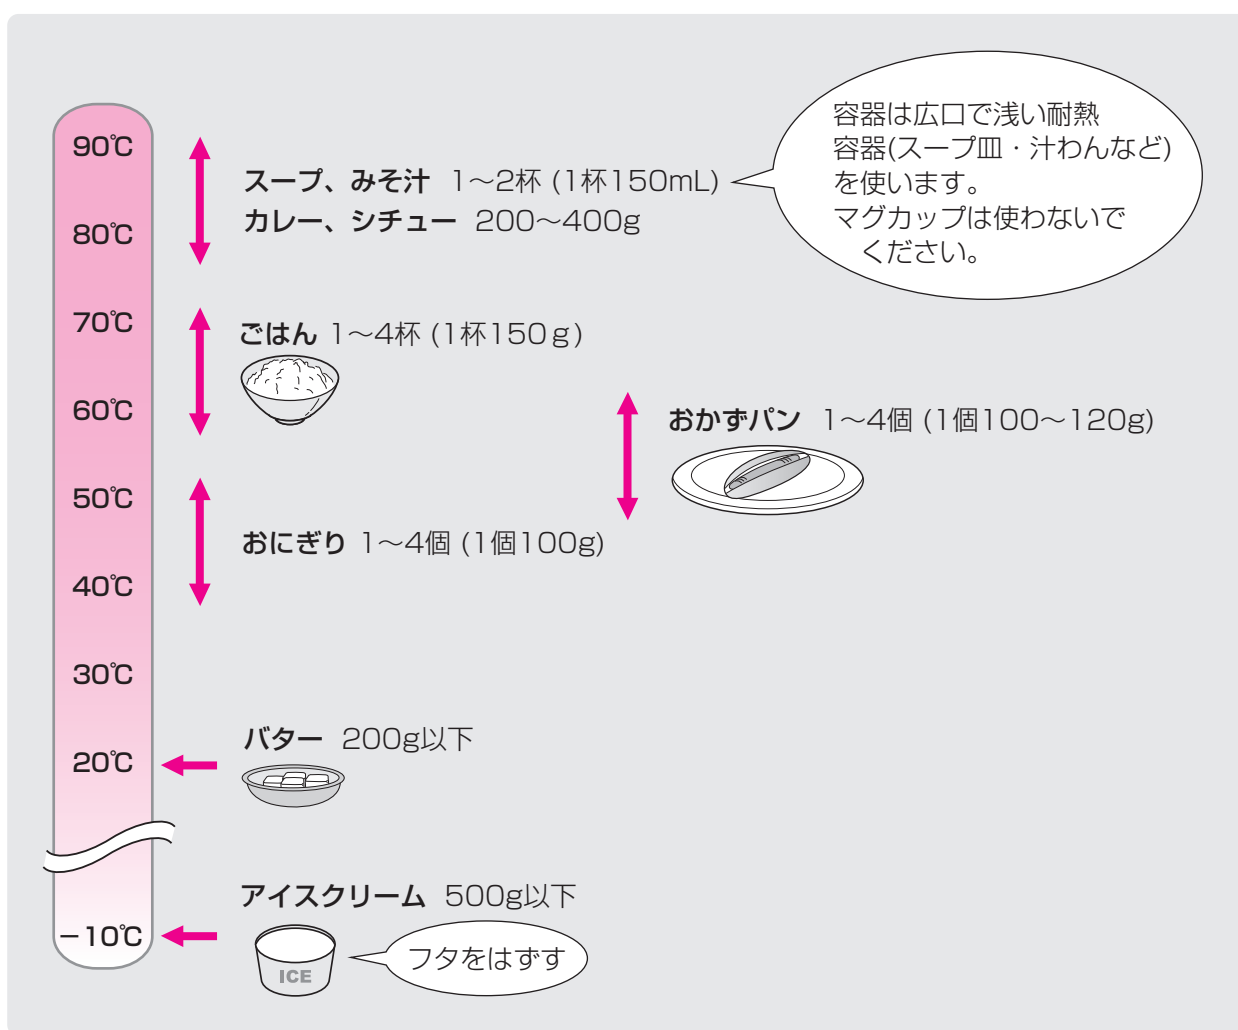 90℃
80℃
70℃
60℃
50℃
40℃
30℃
20℃
－10℃
スープ、みそ汁 1〜2杯 (1杯150mL)
カレー、シチュー 200〜400g
容器は広口で浅い耐熱
容器(スープ皿・汁わんなど)
を使います。
マグカップは使わないで
ください。
ごはん 1〜4杯 (1杯150g)
おかずパン 1〜4個 (1個100〜120g)
おにぎり 1〜4個 (1個100g)
バター 200g以下
アイスクリーム 500g以下
ICE
フタをはずす